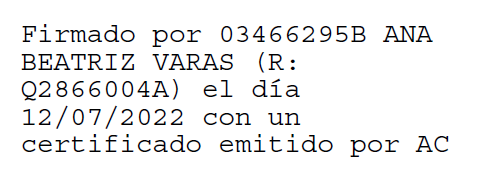 Firmado por 03466295B ANA
BEATRIZ VARAS (R:
Q2866004A) el día
12/07/2022 con un
certificado emitido por AC